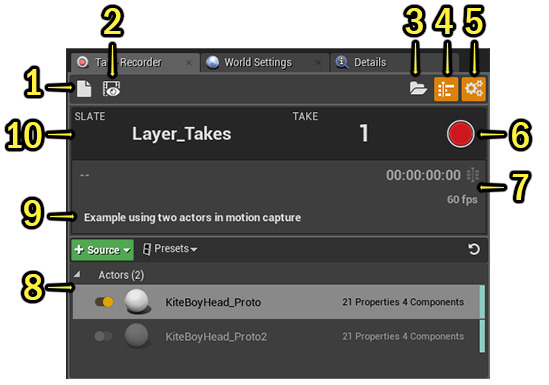 1 2 3 4 5
Ta Recorder World Settings Details
SLATE TAKE
10 Layer_Takes 1 6
-- 00:00:00:00 7
60 fps
9 Example using two actors in motion capture
+ Source Presets
8 Actors (2)
KiteBoyHead_Proto 21 Properties 4 Components
KiteBoyHead_Proto2 21 Properties 4 Components